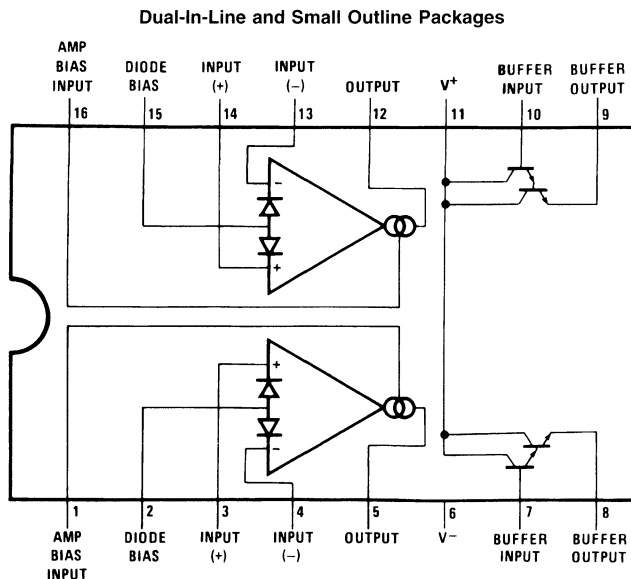 Dual-In-Line and Small Outline Packages
AMP
BIAS
INPUT
DIODE
BIAS
INPUT
(+)
INPUT
(−)
OUTPUT
V+
BUFFER
INPUT
BUFFER
OUTPUT
16 15 14 13 12 11 10 9
−
+
+
−
1 2 3 4 5 6 7 8
AMP
BIAS
INPUT
DIODE
BIAS
INPUT
(+)
INPUT
(−)
OUTPUT
V−
BUFFER
INPUT
BUFFER
OUTPUT